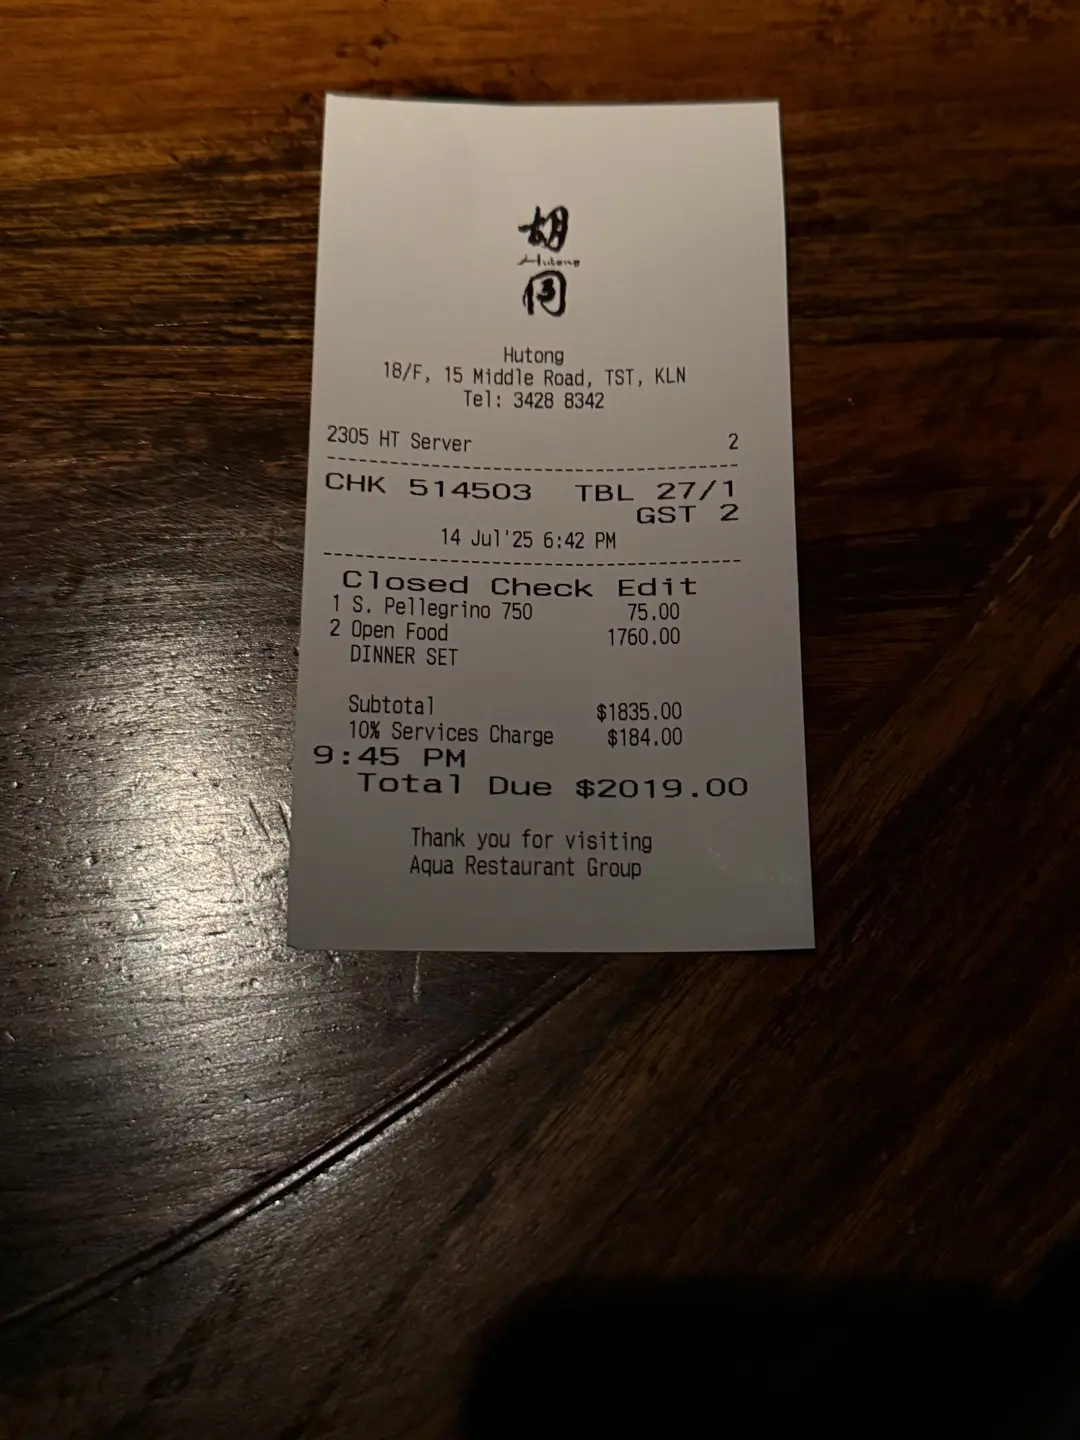 胡
Hutong
同
Hutong
18/F, 15 Middle Road, TST, KLN
Tel: 3428 8342
2305 HT Server 2
CHK 514503 TBL 27/1
GST 2
14 Jul'25 6:42 PM
Closed Check Edit
1 S. Pellegrino 750 75.00
2 Open Food 1760.00
DINNER SET
Subtotal $1835.00
10% Services Charge $184.00
9:45 PM
Total Due $2019.00
Thank you for visiting
Aqua Restaurant Group